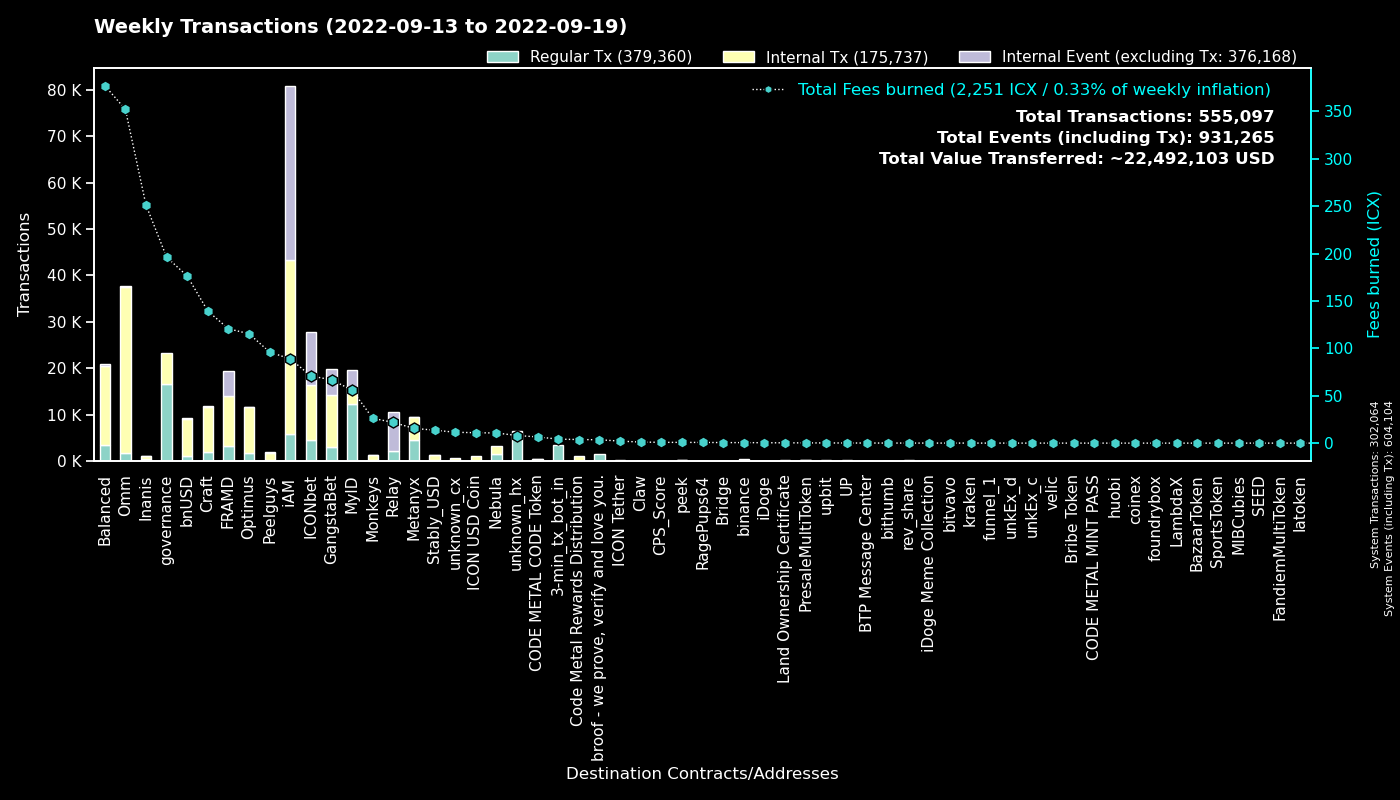 Weekly Transactions (2022-09-13 to 2022-09-19)
Regular Tx (379,360)
Internal Tx (175,737)
Internal Event (excluding Tx: 376,168)
Total Fees burned (2,251 ICX / 0.33% of weekly inflation)
Total Transactions: 555,097
Total Events (including Tx): 931,265
Total Value Transferred: ~22,492,103 USD
Transactions
80 K
70 K
60 K
50 K
40 K
30 K
20 K
10 K
0 K
350
300
250
200
150
100
50
0
Fees burned (ICX)
System Transactions: 302,064
System Events (including Tx): 604,104
Balanced
Omm
Inanis
governance
bnUSD
Craft
FRAMD
Optimus
Peelguys
iAM
ICONbet
GangstaBet
MyID
Monkeys
Relay
Metanyx
Stably_USD
unknown_cx
ICON USD Coin
Nebula
unknown_hx
CODE METAL CODE Token
3-min_tx_bot_in
Code Metal Rewards Distribution
broof - we prove, verify and love you.
ICON Tether
Claw
CPS_Score
peek
RagePups64
Bridge
binance
iDoge
Land Ownership Certificate
PresaleMultiToken
upbit
UP
BTP Message Center
bithumb
rev_share
iDoge Meme Collection
bitvavo
kraken
funnel_1
unkEx_d
unkEx_c
velic
Bribe Token
CODE METAL MINT PASS
huobi
coinex
foundrybox
LambdaX
BazaarToken
SportsToken
MIBCubies
SEED
FandiemMultiToken
latoken
Destination Contracts/Addresses